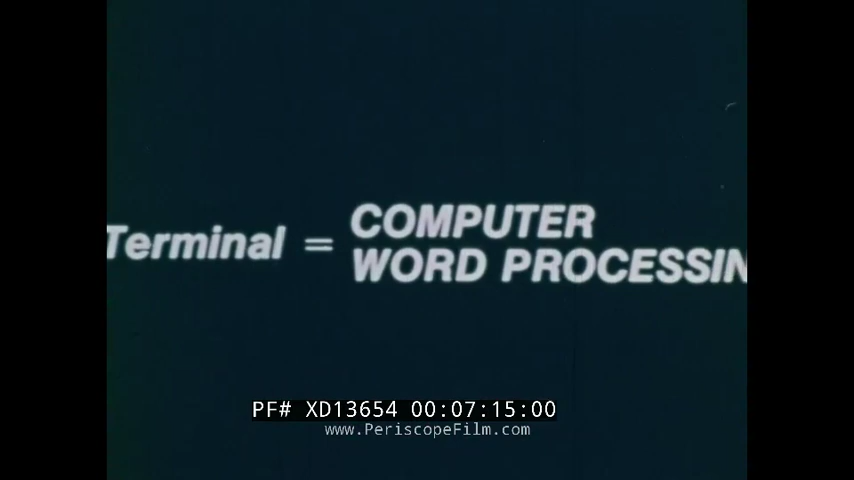 Terminal =
COMPUTER
WORD PROCESSIN
PF# XD13654 00:07:15:00
www.PeriscopeFilm.com